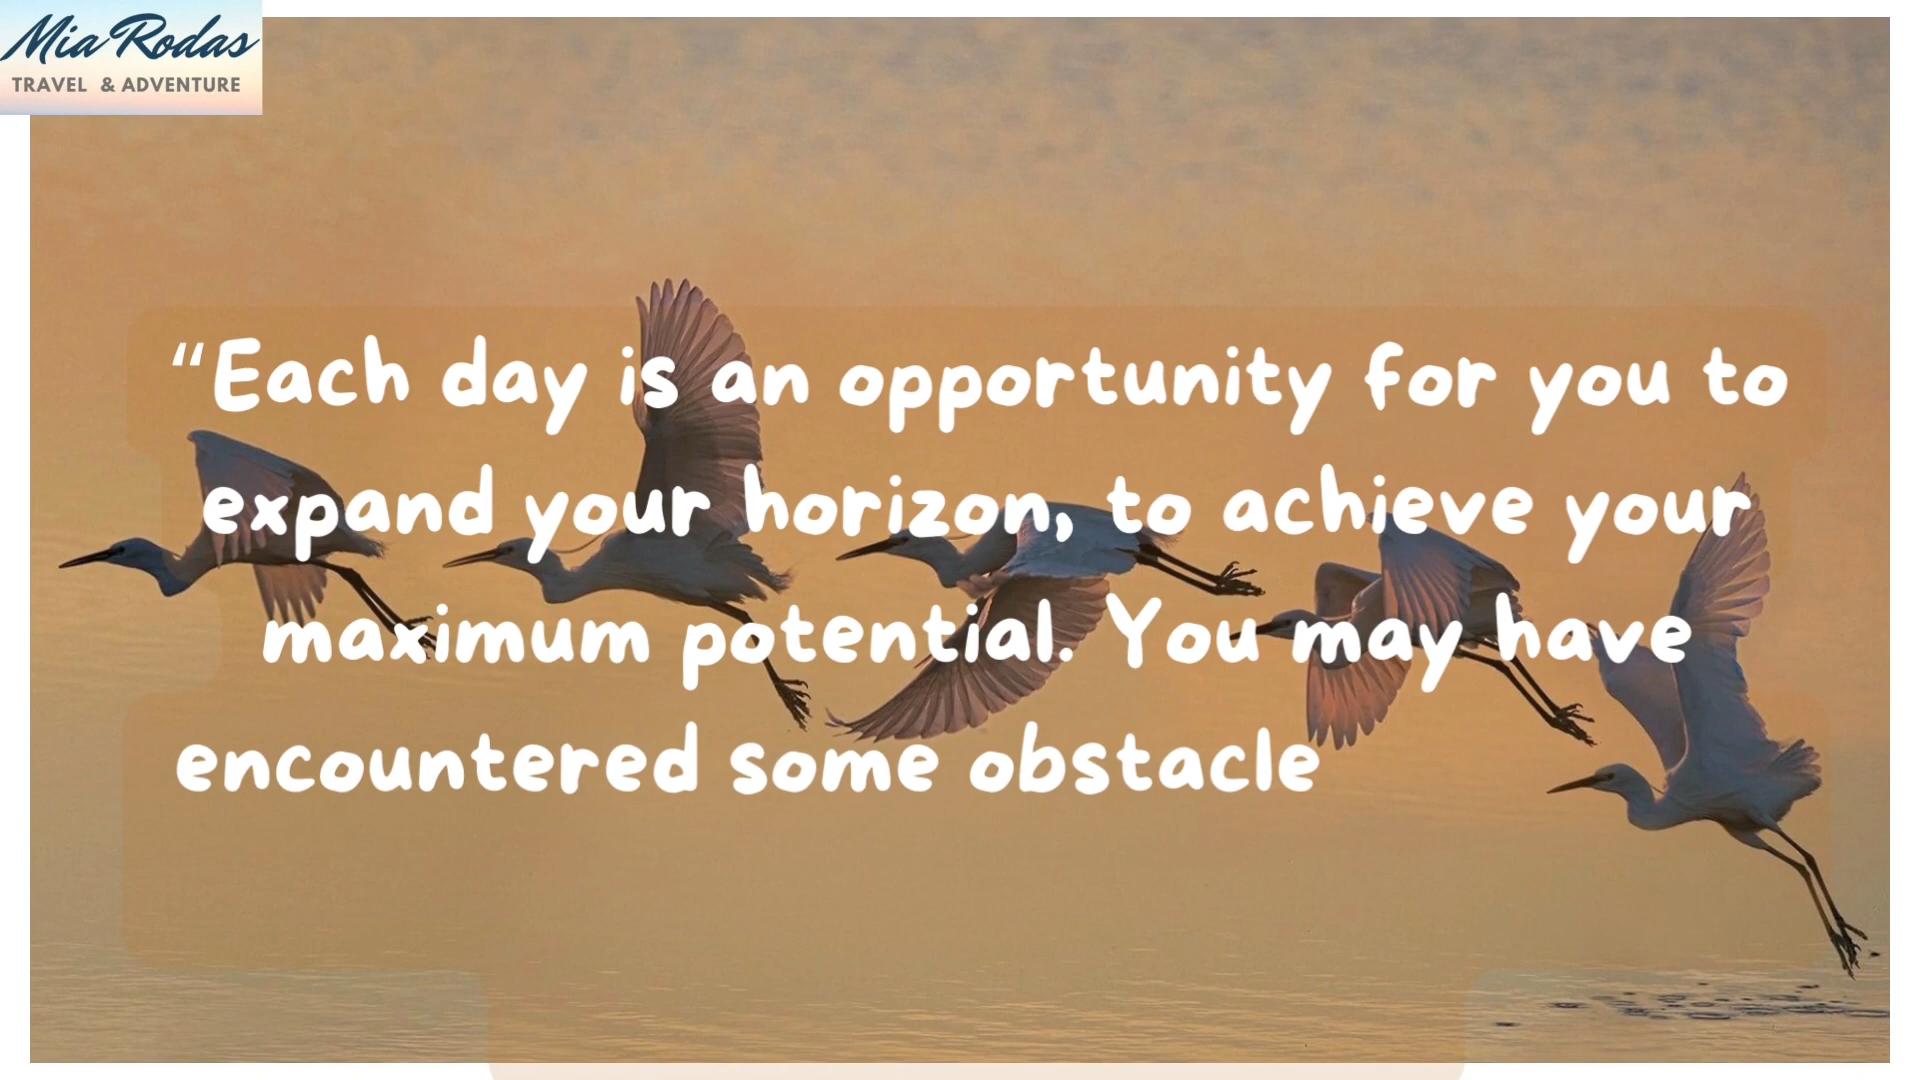 Mia Rodas
TRAVEL & ADVENTURE
“Each day is an opportunity for you to
expand your horizon, to achieve your
maximum potential. You may have
encountered some obstacle